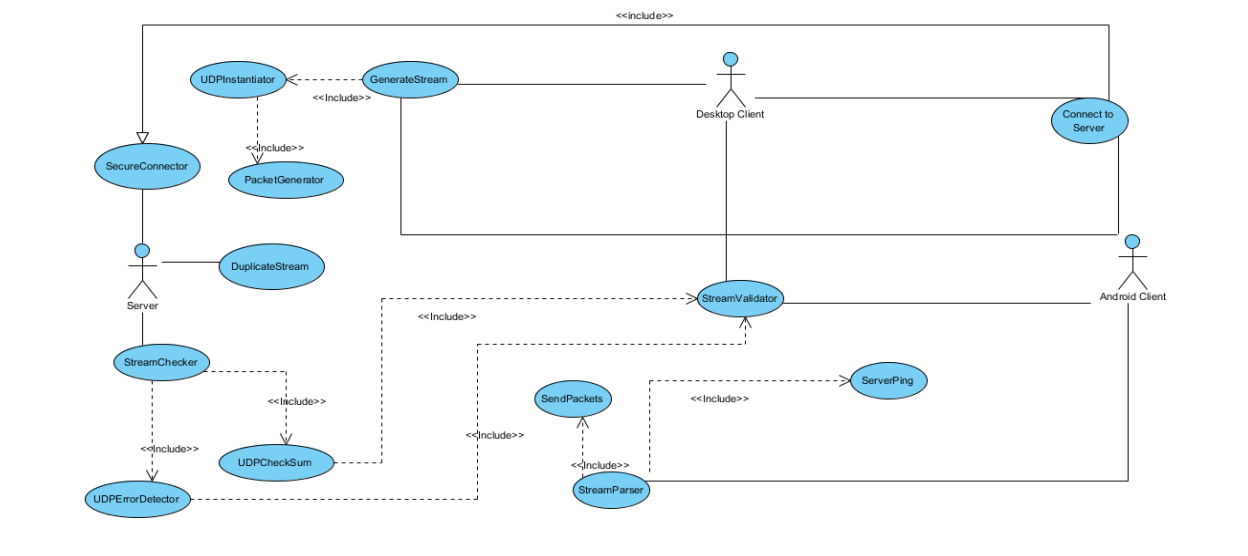 <<include>>
UDPInstantiator
GenerateStream
<<Include>>
Desktop Client
Connect to
Server
<<Include>>
SecureConnector
PacketGenerator
DuplicateStream
Server
StreamValidator
Android Client
<<Include>>
StreamChecker
ServerPing
<<Include>>
SendPackets
<<Include>>
<<Include>>
<<Include>>
UDPCheckSum
<<Include>>
StreamParser
UDPErrorDetector